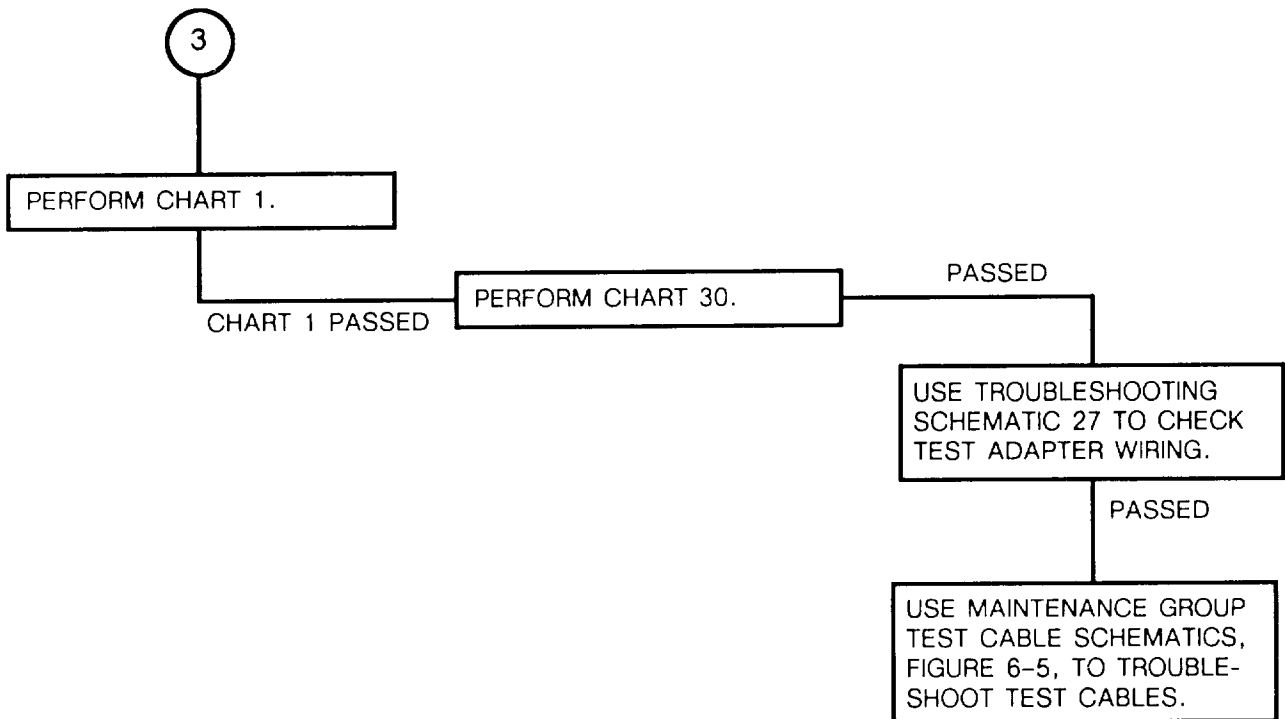 3
PERFORM CHART 1.
CHART 1 PASSED
PERFORM CHART 30.
PASSED
USE TROUBLESHOOTING
SCHEMATIC 27 TO CHECK
TEST ADAPTER WIRING.
PASSED
USE MAINTENANCE GROUP
TEST CABLE SCHEMATICS,
FIGURE 6-5, TO TROUBLE-
SHOOT TEST CABLES.